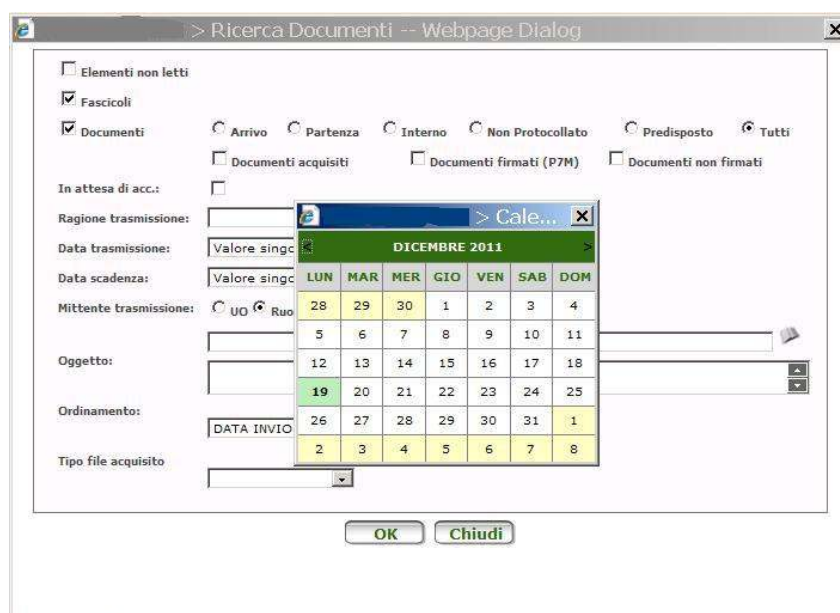 > Ricerca Documenti -- Webpage Dialog
Elementi non letti
Fascicoli
Documenti Arrivo Partenza Interno Non Protocollato Predisposto Tutti
Documenti acquisiti Documenti firmati (P7M) Documenti non firmati
In attesa di acc.:
Ragione trasmissione:
> Cale...
Data trasmissione: Valore singo
< DICEMBRE 2011 >
Data scadenza: Valore singo
LUN MAR MER GIO VEN SAB DOM
Mittente trasmissione: UO Ruo
28 29 30 1 2 3 4
5 6 7 8 9 10 11
Oggetto:
12 13 14 15 16 17 18
19 20 21 22 23 24 25
Ordinamento:
26 27 28 29 30 31 1
DATA INVIO
2 3 4 5 6 7 8
Tipo file acquisito
OK Chiudi